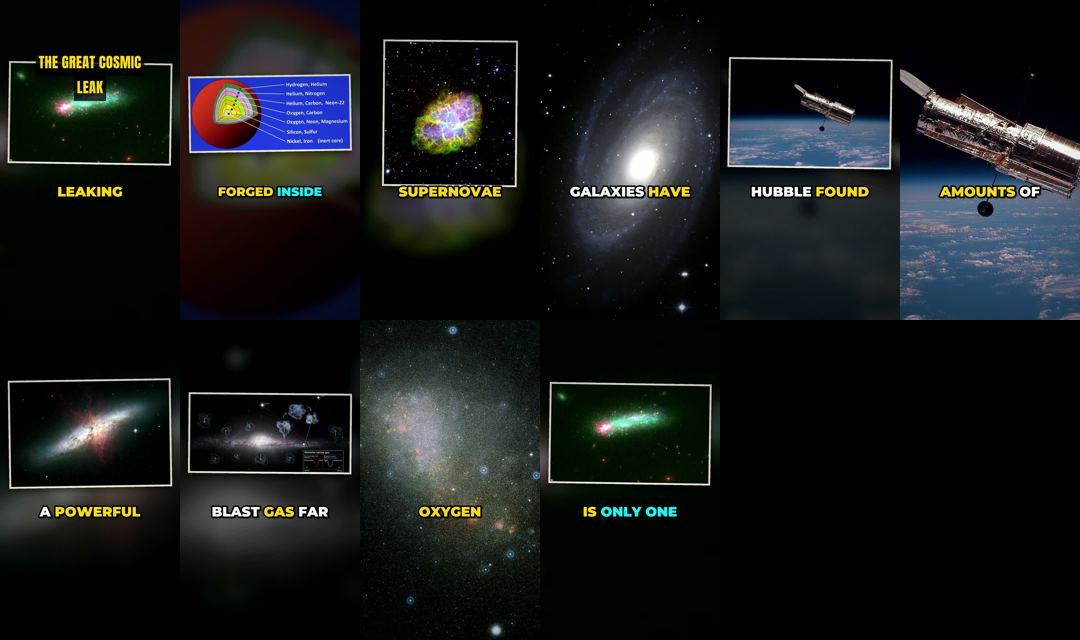 THE GREAT COSMIC
LEAK
LEAKING
Hydrogen, Helium
Helium, Nitrogen
Helium, Carbon, Neon-22
Oxygen, Carbon
Oxygen, Neon, Magnesium
Silicon, Sulfur
Nickel, Iron (inert core)
FORGED INSIDE
SUPERNOVAE
GALAXIES HAVE
HUBBLE FOUND
AMOUNTS OF
A POWERFUL
BLAST GAS FAR
OXYGEN
IS ONLY ONE